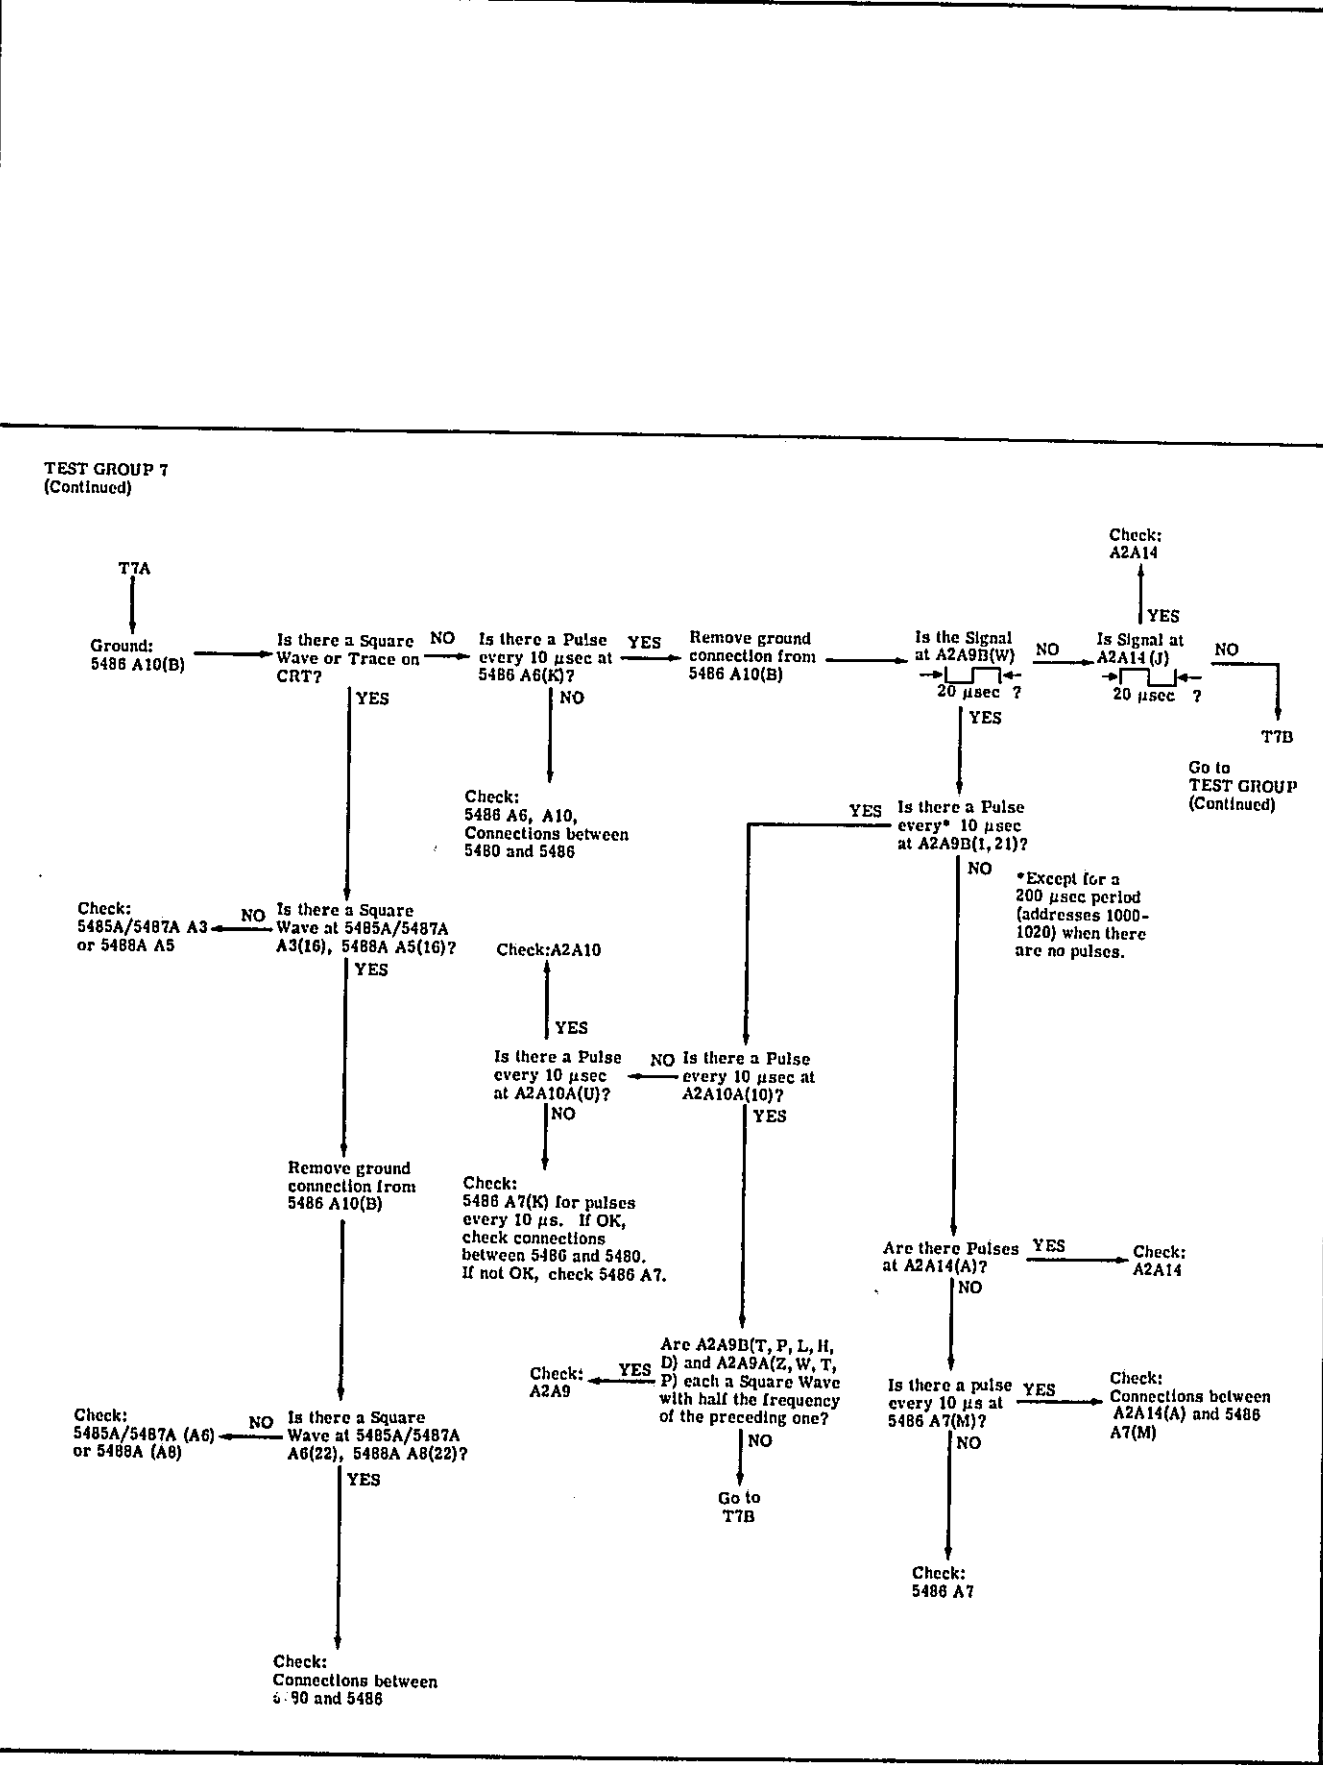 TEST GROUP 7
(Continued)
T7A
Ground:
5486 A10(B)
Is there a Square
Wave or Trace on
CRT?
NO
YES
Is there a Pulse
every 10 µsec at
5486 A6(K)?
YES
NO
Remove ground
connection from
5486 A10(B)
Is the Signal
at A2A9B(W)
20 µsec ?
NO
YES
Check:
A2A14
YES
Is Signal at
A2A14(J)
20 µsec ?
NO
T7B
Go to
TEST GROUP
(Continued)
Check:
5486 A6, A10,
Connections between
5480 and 5486
YES
Is there a Pulse
every* 10 µsec
at A2A9B(1,21)?
NO
*Except for a
200 µsec period
(addresses 1000-
1020) when there
are no pulses.
Check:
5485A/5487A A3
or 5488A A5
NO
Is there a Square
Wave at 5485A/5487A
A3(16), 5488A A5(16)?
YES
Check:A2A10
YES
Is there a Pulse
every 10 µsec
at A2A10A(U)?
NO
NO
Is there a Pulse
every 10 µsec at
A2A10A(10)?
YES
Remove ground
connection from
5486 A10(B)
Check:
5486 A7(K) for pulses
every 10 µs. If OK,
check connections
between 5486 and 5480.
If not OK, check 5486 A7.
Are there Pulses
at A2A14(A)?
YES
NO
Check:
A2A14
Check:
A2A9
YES
Are A2A9B(T, P, L, H,
D) and A2A9A(Z, W, T,
P) each a Square Wave
with half the frequency
of the preceding one?
NO
Go to
T7B
Is there a pulse
every 10 µs at
5486 A7(M)?
YES
NO
Check:
Connections between
A2A14(A) and 5486
A7(M)
Check:
5485A/5487A (A6)
or 5488A (A8)
NO
Is there a Square
Wave at 5485A/5487A
A6(22), 5488A A8(22)?
YES
Check:
5486 A7
Check:
Connections between
and 5486